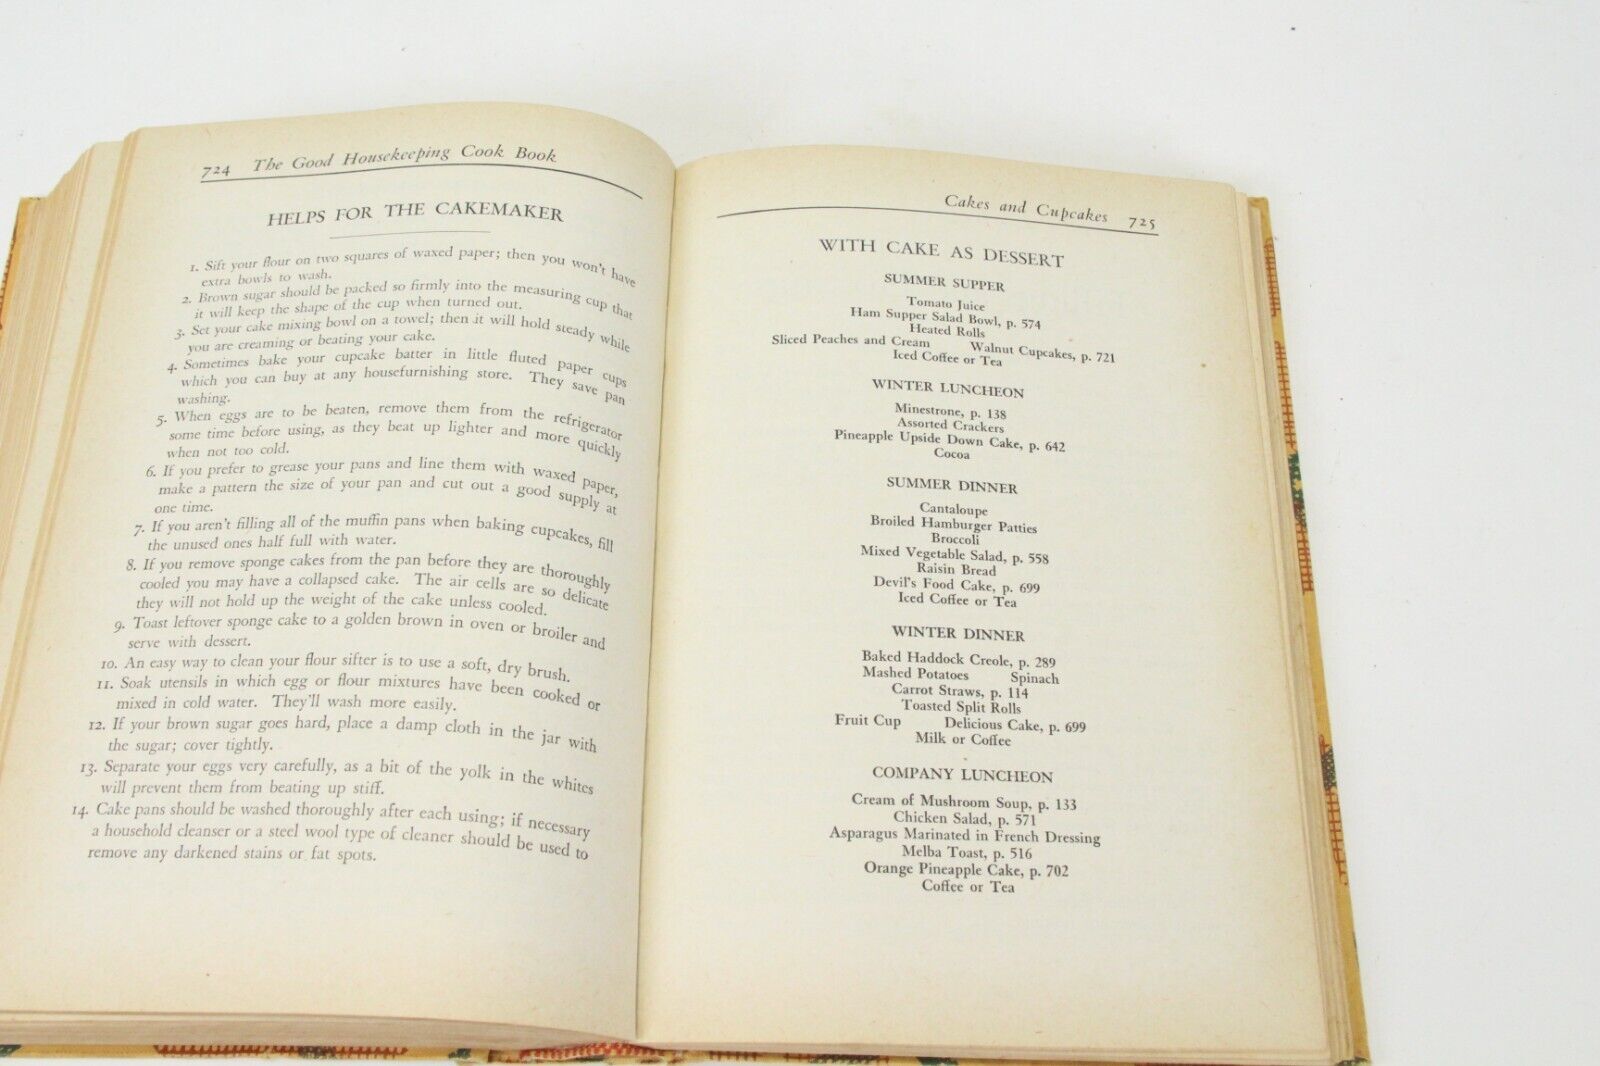 724 The Good Housekeeping Cook Book
HELPS FOR THE CAKEMAKER
1. Sift your flour on two squares of waxed paper; then you won't have
extra bowls to wash.
2. Brown sugar should be packed so firmly into the measuring cup that
it will keep the shape of the cup when turned out.
3. Set your cake mixing bowl on a towel; then it will hold steady while
you are creaming or beating your cake.
4. Sometimes bake your cupcake batter in little fluted paper cups
which you can buy at any housefurnishing store. They save pan
washing.
5. When eggs are to be beaten, remove them from the refrigerator
some time before using, as they beat up lighter and more quickly
when not too cold.
6. If you prefer to grease your pans and line them with waxed paper,
make a pattern the size of your pan and cut out a good supply at
one time.
7. If you aren't filling all of the muffin pans when baking cupcakes, fill
the unused ones half full with water.
8. If you remove sponge cakes from the pan before they are thoroughly
cooled you may have a collapsed cake. The air cells are so delicate
they will not hold up the weight of the cake unless cooled.
9. Toast leftover sponge cake to a golden brown in oven or broiler and
serve with dessert.
10. An easy way to clean your flour sifter is to use a soft, dry brush.
11. Soak utensils in which egg or flour mixtures have been cooked or
mixed in cold water. They'll wash more easily.
12. If your brown sugar goes hard, place a damp cloth in the jar with
the sugar; cover tightly.
13. Separate your eggs very carefully, as a bit of the yolk in the whites
will prevent them from beating up stiff.
14. Cake pans should be washed thoroughly after each using; if necessary
a household cleanser or a steel wool type of cleaner should be used to
remove any darkened stains or fat spots.
Cakes and Cupcakes 725
WITH CAKE AS DESSERT
SUMMER SUPPER
Tomato Juice
Ham Supper Salad Bowl, p. 574
Heated Rolls
Sliced Peaches and Cream Walnut Cupcakes, p. 721
Iced Coffee or Tea
WINTER LUNCHEON
Minestrone, p. 138
Assorted Crackers
Pineapple Upside Down Cake, p. 642
Cocoa
SUMMER DINNER
Cantaloupe
Broiled Hamburger Patties
Broccoli
Mixed Vegetable Salad, p. 558
Raisin Bread
Devil's Food Cake, p. 699
Iced Coffee or Tea
WINTER DINNER
Baked Haddock Creole, p. 289
Mashed Potatoes Spinach
Carrot Straws, p. 114
Toasted Split Rolls
Fruit Cup Delicious Cake, p. 699
Milk or Coffee
COMPANY LUNCHEON
Cream of Mushroom Soup, p. 133
Chicken Salad, p. 571
Asparagus Marinated in French Dressing
Melba Toast, p. 516
Orange Pineapple Cake, p. 702
Coffee or Tea